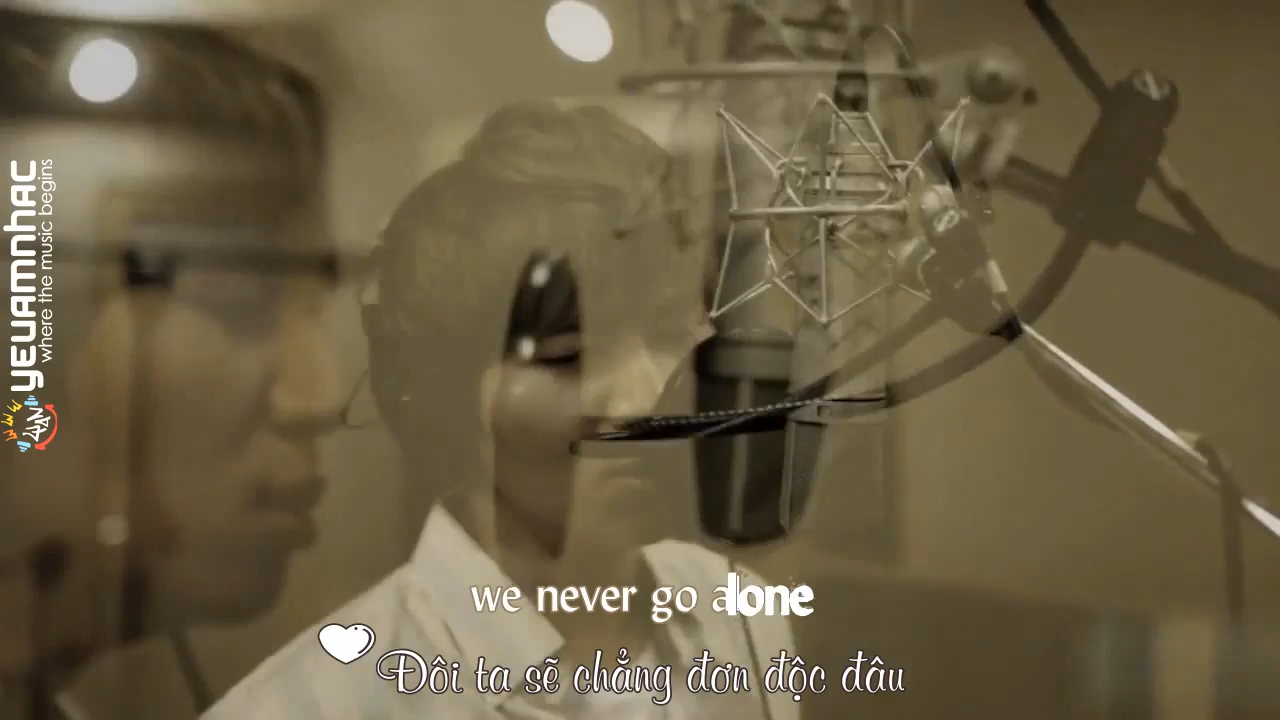 YEUAMNHAC
where the music begins
we never go alone
Đôi ta sẽ chẳng đơn độc đâu